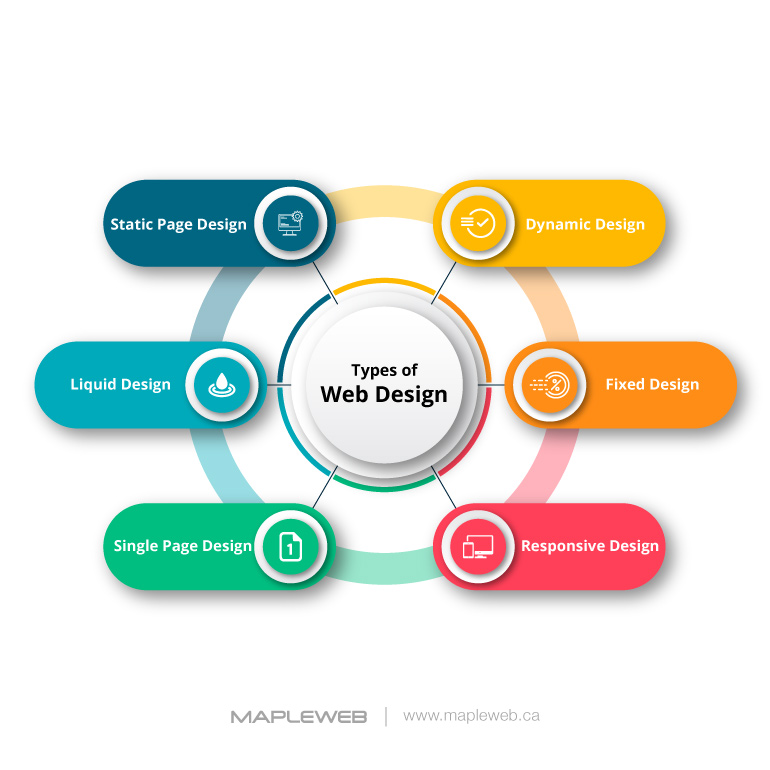 Static Page Design
Dynamic Design
Types of
Web Design
Liquid Design
Fixed Design
Single Page Design
1
Responsive Design
MAPLEWEB | www.mapleweb.ca